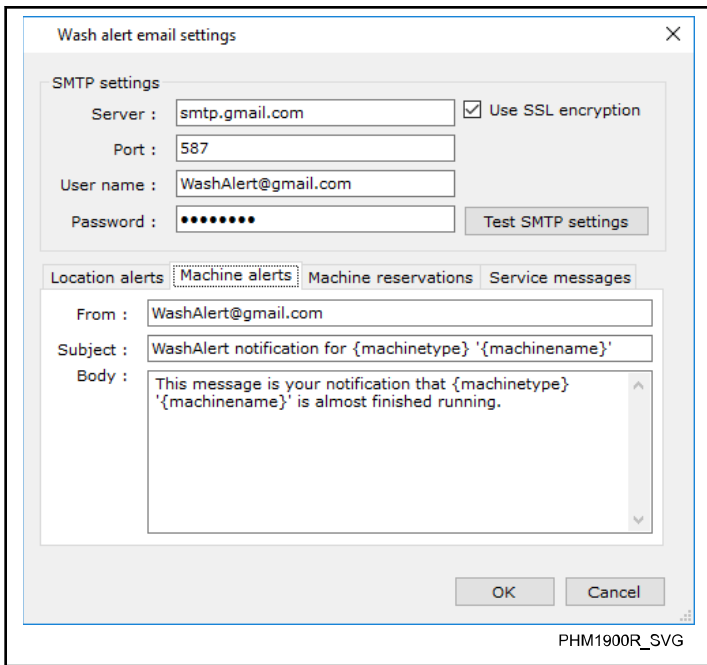 Wash alert email settings
SMTP settings
Server : smtp.gmail.com Use SSL encryption
Port : 587
User name : WashAlert@gmail.com
Password : ●●●●●●●● Test SMTP settings
Location alerts Machine alerts Machine reservations Service messages
From : WashAlert@gmail.com
Subject : WashAlert notification for {machinetype} '{machinename}'
Body : This message is your notification that {machinetype}
'{machinename}' is almost finished running.
OK Cancel
PHM1900R_SVG